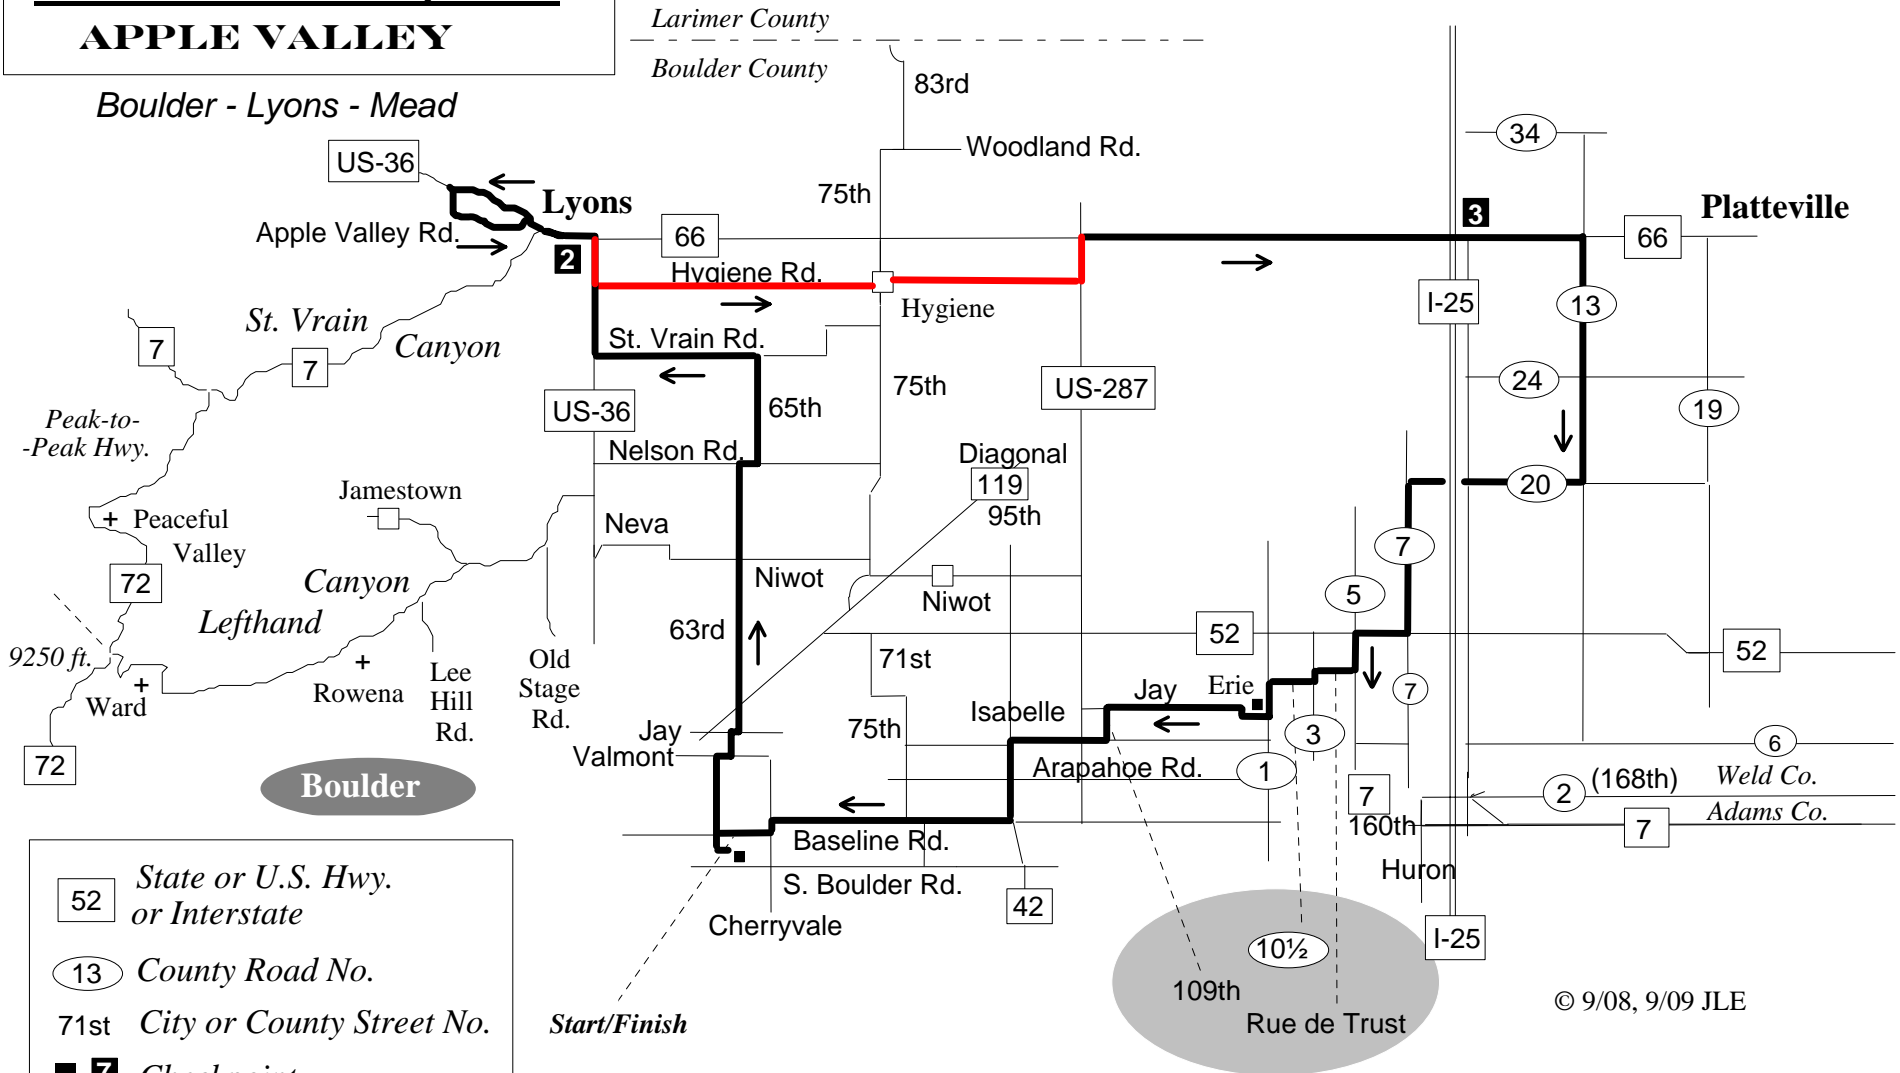 APPLE VALLEY
Boulder - Lyons - Mead
Larimer County
Boulder County
83rd
Woodland Rd.
34
US-36
75th
Lyons
3
Platteville
Apple Valley Rd.
66
66
2
Hygiene Rd.
Hygiene
I-25
13
St. Vrain
Canyon
St. Vrain Rd.
7
7
75th
US-287
24
19
US-36
65th
Peak-to-
-Peak Hwy.
Nelson Rd.
Diagonal
119
95th
20
Jamestown
Peaceful
Valley
Neva
7
72
Canyon
Lefthand
Niwot
Niwot
5
63rd
52
52
9250 ft.
71st
Ward
Rowena
Lee
Hill
Rd.
Old
Stage
Rd.
Jay
Erie
7
Isabelle
75th
Jay
Valmont
3
6
72
Boulder
Arapahoe Rd.
1
7
2
(168th)
Weld Co.
Adams Co.
160th
7
Baseline Rd.
Huron
S. Boulder Rd.
42
Cherryvale
I-25
10½
109th
Rue de Trust
Start/Finish
© 9/08, 9/09 JLE
52
State or U.S. Hwy.
or Interstate
13
County Road No.
71st
City or County Street No.
7
Checkpoint